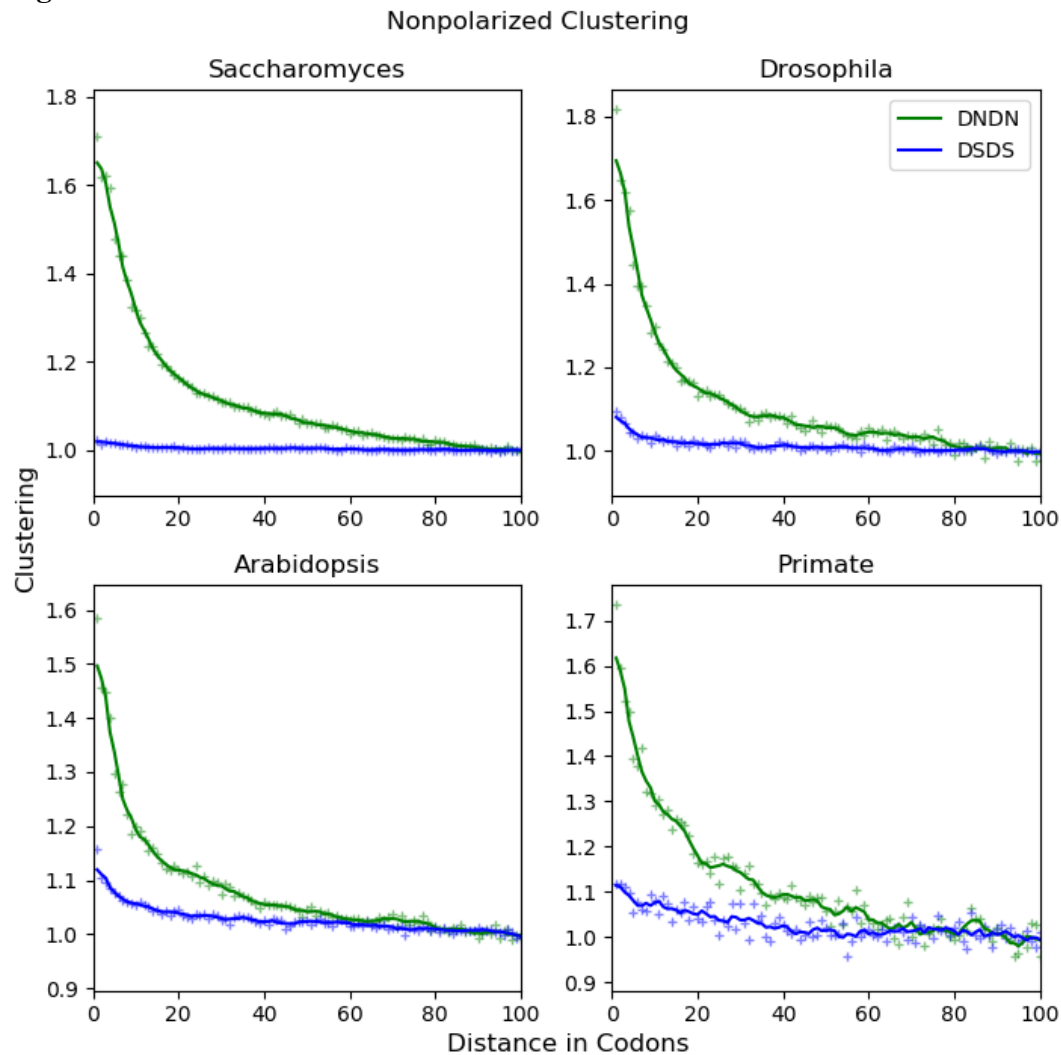 Nonpolarized Clustering
Saccharomyces
Drosophila
1.8
1.6
1.4
1.2
1.0
0 20 40 60 80 100
1.8
1.6
1.4
1.2
1.0
0 20 40 60 80 100
DNDN
DSDS
Clustering
Arabidopsis
Primate
1.6
1.5
1.4
1.3
1.2
1.1
1.0
0.9
0 20 40 60 80 100
1.7
1.6
1.5
1.4
1.3
1.2
1.1
1.0
0.9
0 20 40 60 80 100
Distance in Codons